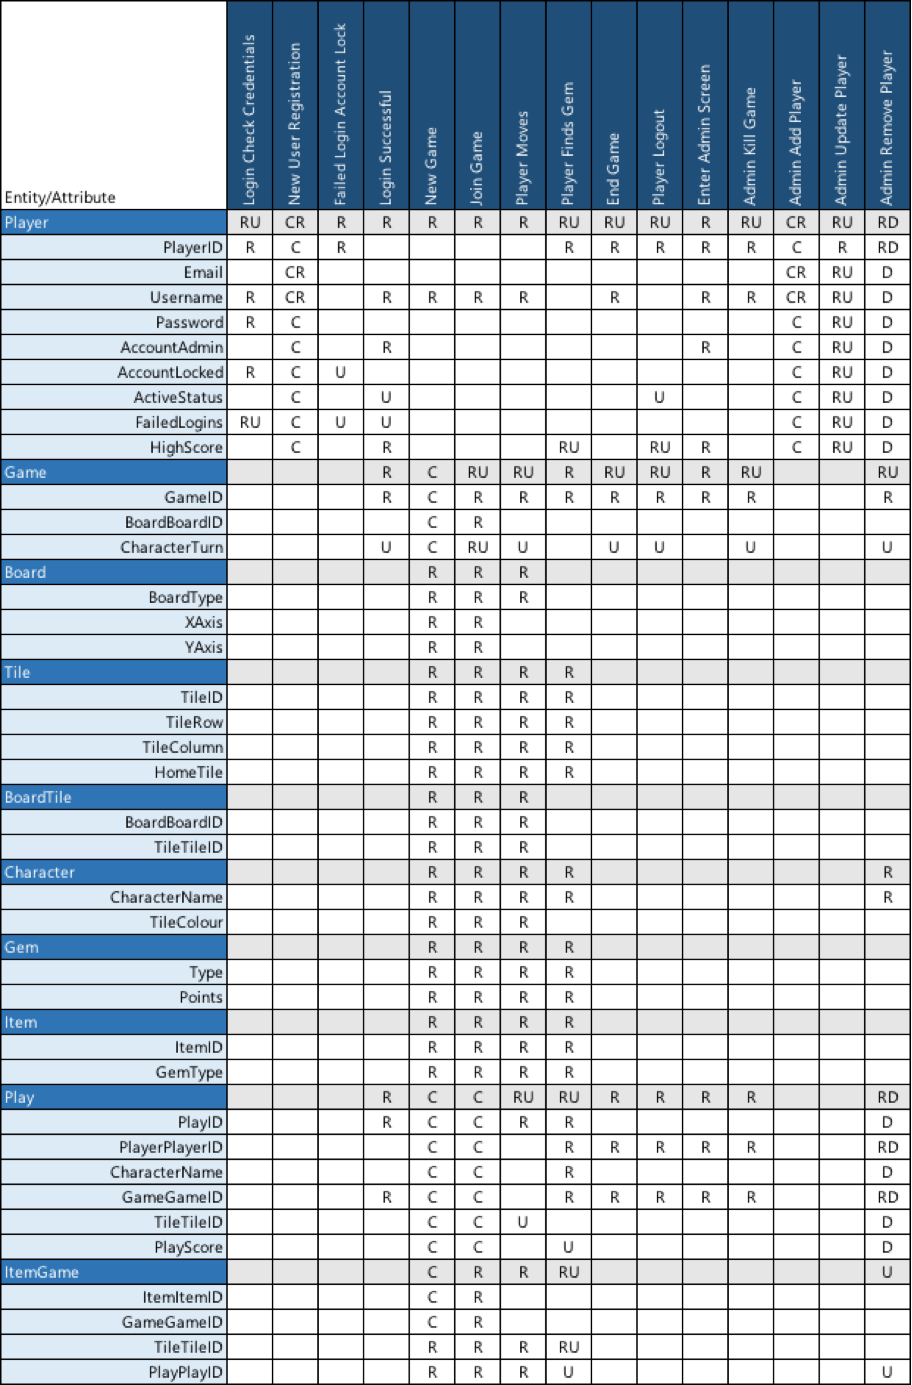 Entity/Attribute Login Check Credentials New User Registration Failed Login Account Lock Login Successful New Game Join Game Player Moves Player Finds Gem End Game Player Logout Enter Admin Screen Admin Kill Game Admin Add Player Admin Update Player Admin Remove Player
Player RU CR R R R R R RU RU RU R RU CR RU RD
PlayerID R C R R R R R R C R RD
Email CR CR RU D
Username R CR R R R R R R R CR RU D
Password R C C RU D
AccountAdmin C R R C RU D
AccountLocked R C U C RU D
ActiveStatus C U U C RU D
FailedLogins RU C U U C RU D
HighScore C R RU RU R C RU D
Game R C RU RU R RU RU R RU RU
GameID R C R R R R R R R R
BoardBoardID C R
CharacterTurn U C RU U U U U U
Board R R R
BoardType R R R
XAxis R R
YAxis R R
Tile R R R R
TileID R R R R
TileRow R R R R
TileColumn R R R R
HomeTile R R R R
BoardTile R R R
BoardBoardID R R R
TileTileID R R R
Character R R R R R
CharacterName R R R R R
TileColour R R R
Gem R R R R
Type R R R R
Points R R R R
Item R R R R
ItemID R R R R
GemType R R R R
Play R C C RU RU R R R R RD
PlayID R C C R R D
PlayerPlayerID C C R R R R R RD
CharacterName C C R D
GameGameID R C C R R R R R RD
TileTileID C C U D
PlayScore C C U D
ItemGame C R R RU U
ItemItemID C R
GameGameID C R
TileTileID R R R RU
PlayPlayID R R R U U